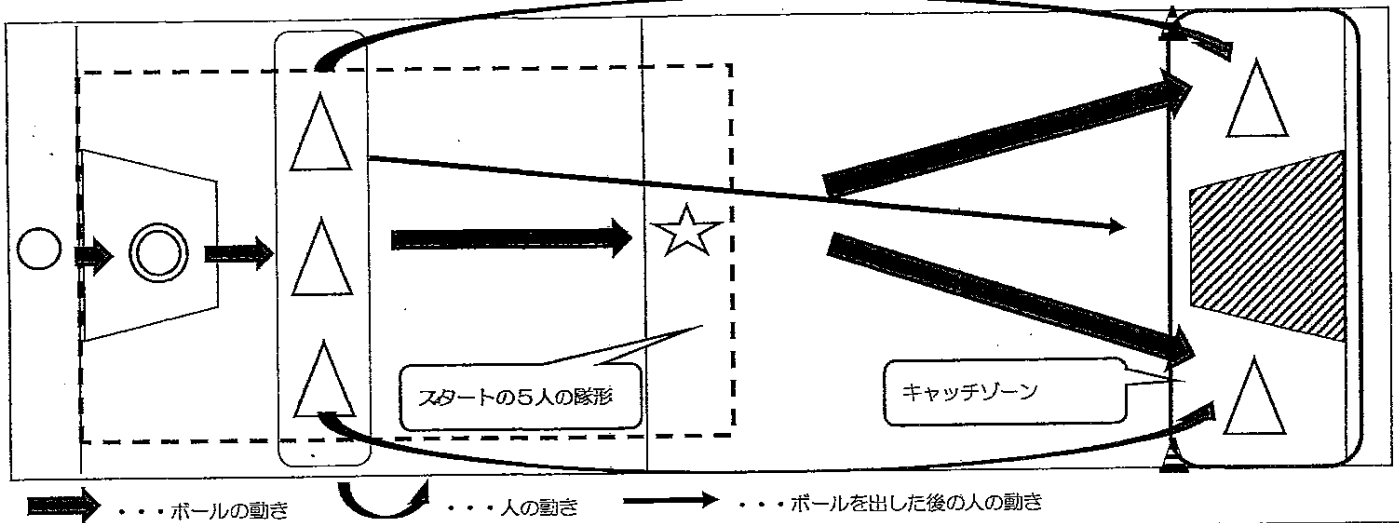 スタートの5人の隊形
キャッチゾーン
・・・ボールの動き
・・・人の動き
・・・ボールを出した後の人の動き